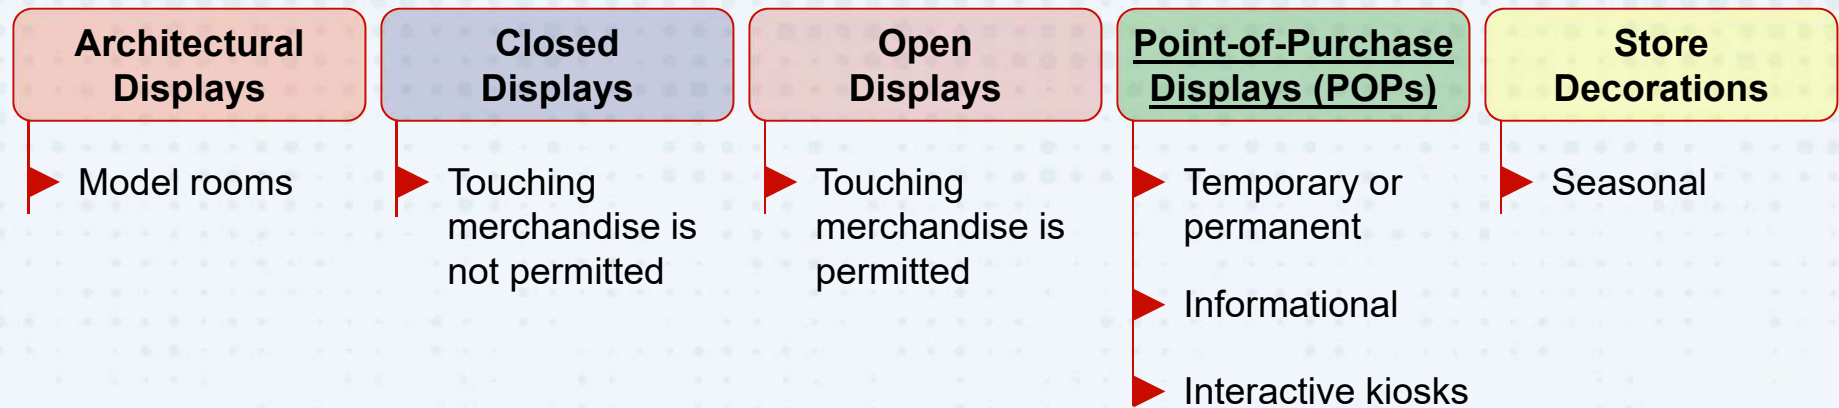 Architectural
Displays
Model rooms
Closed
Displays
Touching
merchandise is
not permitted
Open
Displays
Touching
merchandise is
permitted
Point-of-Purchase
Displays (POPs)
Temporary or
permanent
Informational
Interactive kiosks
Store
Decorations
Seasonal